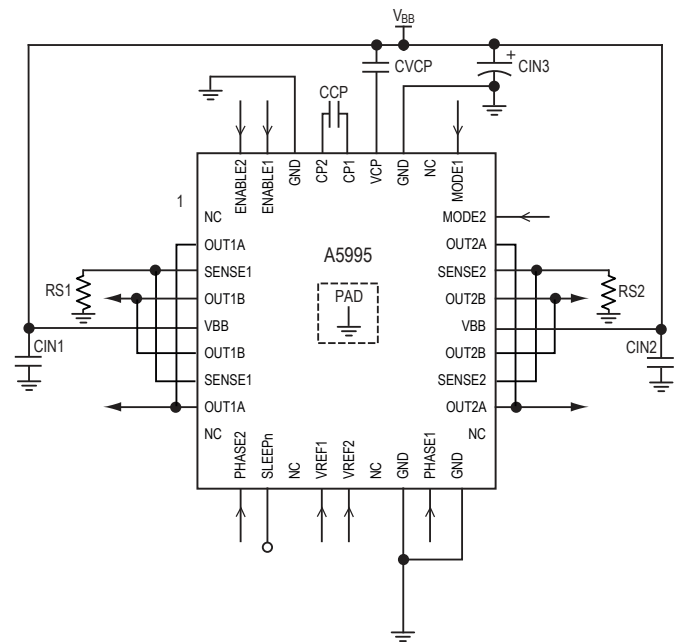 VBB
CVCP
CIN3
CCP
ENABLE2
ENABLE1
GND
CP2
CP1
VCP
GND
NC
MODE1
1
NC
MODE2
OUT1A
A5995
OUT2A
SENSE1
SENSE2
RS1
OUT1B
PAD
OUT2B
RS2
VBB
VBB
CIN1
OUT1B
OUT2B
CIN2
SENSE1
SENSE2
OUT1A
OUT2A
NC
NC
PHASE2
SLEEPn
NC
VREF1
VREF2
NC
GND
PHASE1
GND